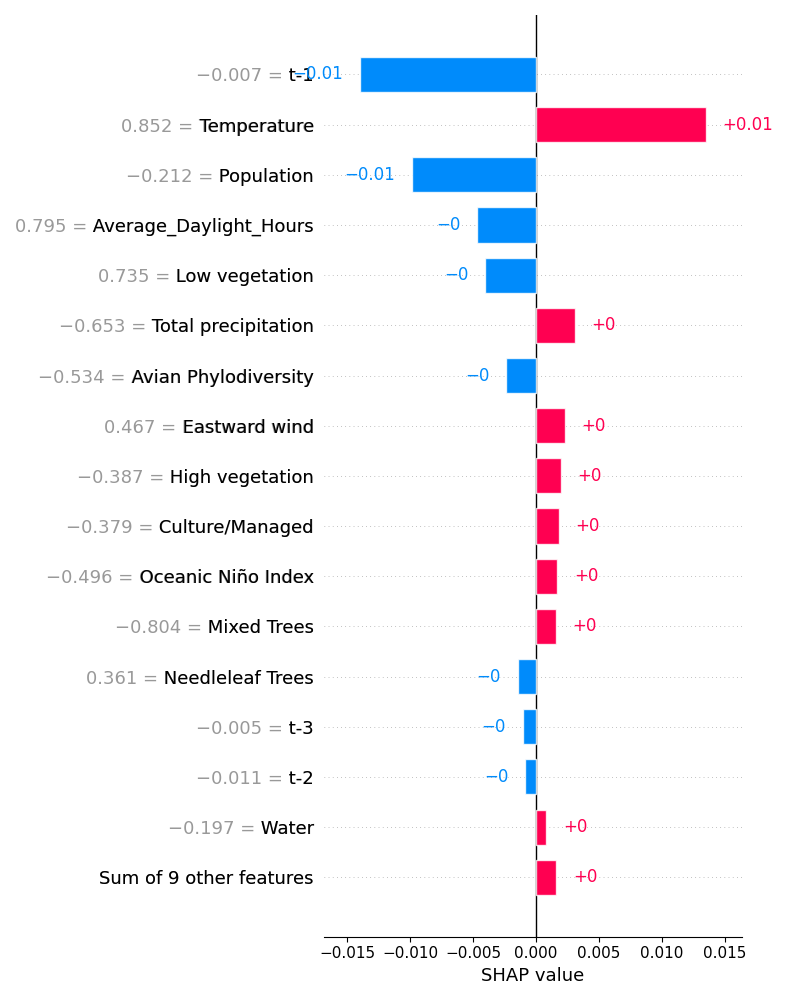 −0.007 = t-1 −0.01
0.852 = Temperature +0.01
−0.212 = Population −0.01
0.795 = Average_Daylight_Hours −0
0.735 = Low vegetation −0
−0.653 = Total precipitation +0
−0.534 = Avian Phylodiversity −0
0.467 = Eastward wind +0
−0.387 = High vegetation +0
−0.379 = Culture/Managed +0
−0.496 = Oceanic Niño Index +0
−0.804 = Mixed Trees +0
0.361 = Needleleaf Trees −0
−0.005 = t-3 −0
−0.011 = t-2 −0
−0.197 = Water +0
Sum of 9 other features +0
−0.015 −0.010 −0.005 0.000 0.005 0.010 0.015
SHAP value